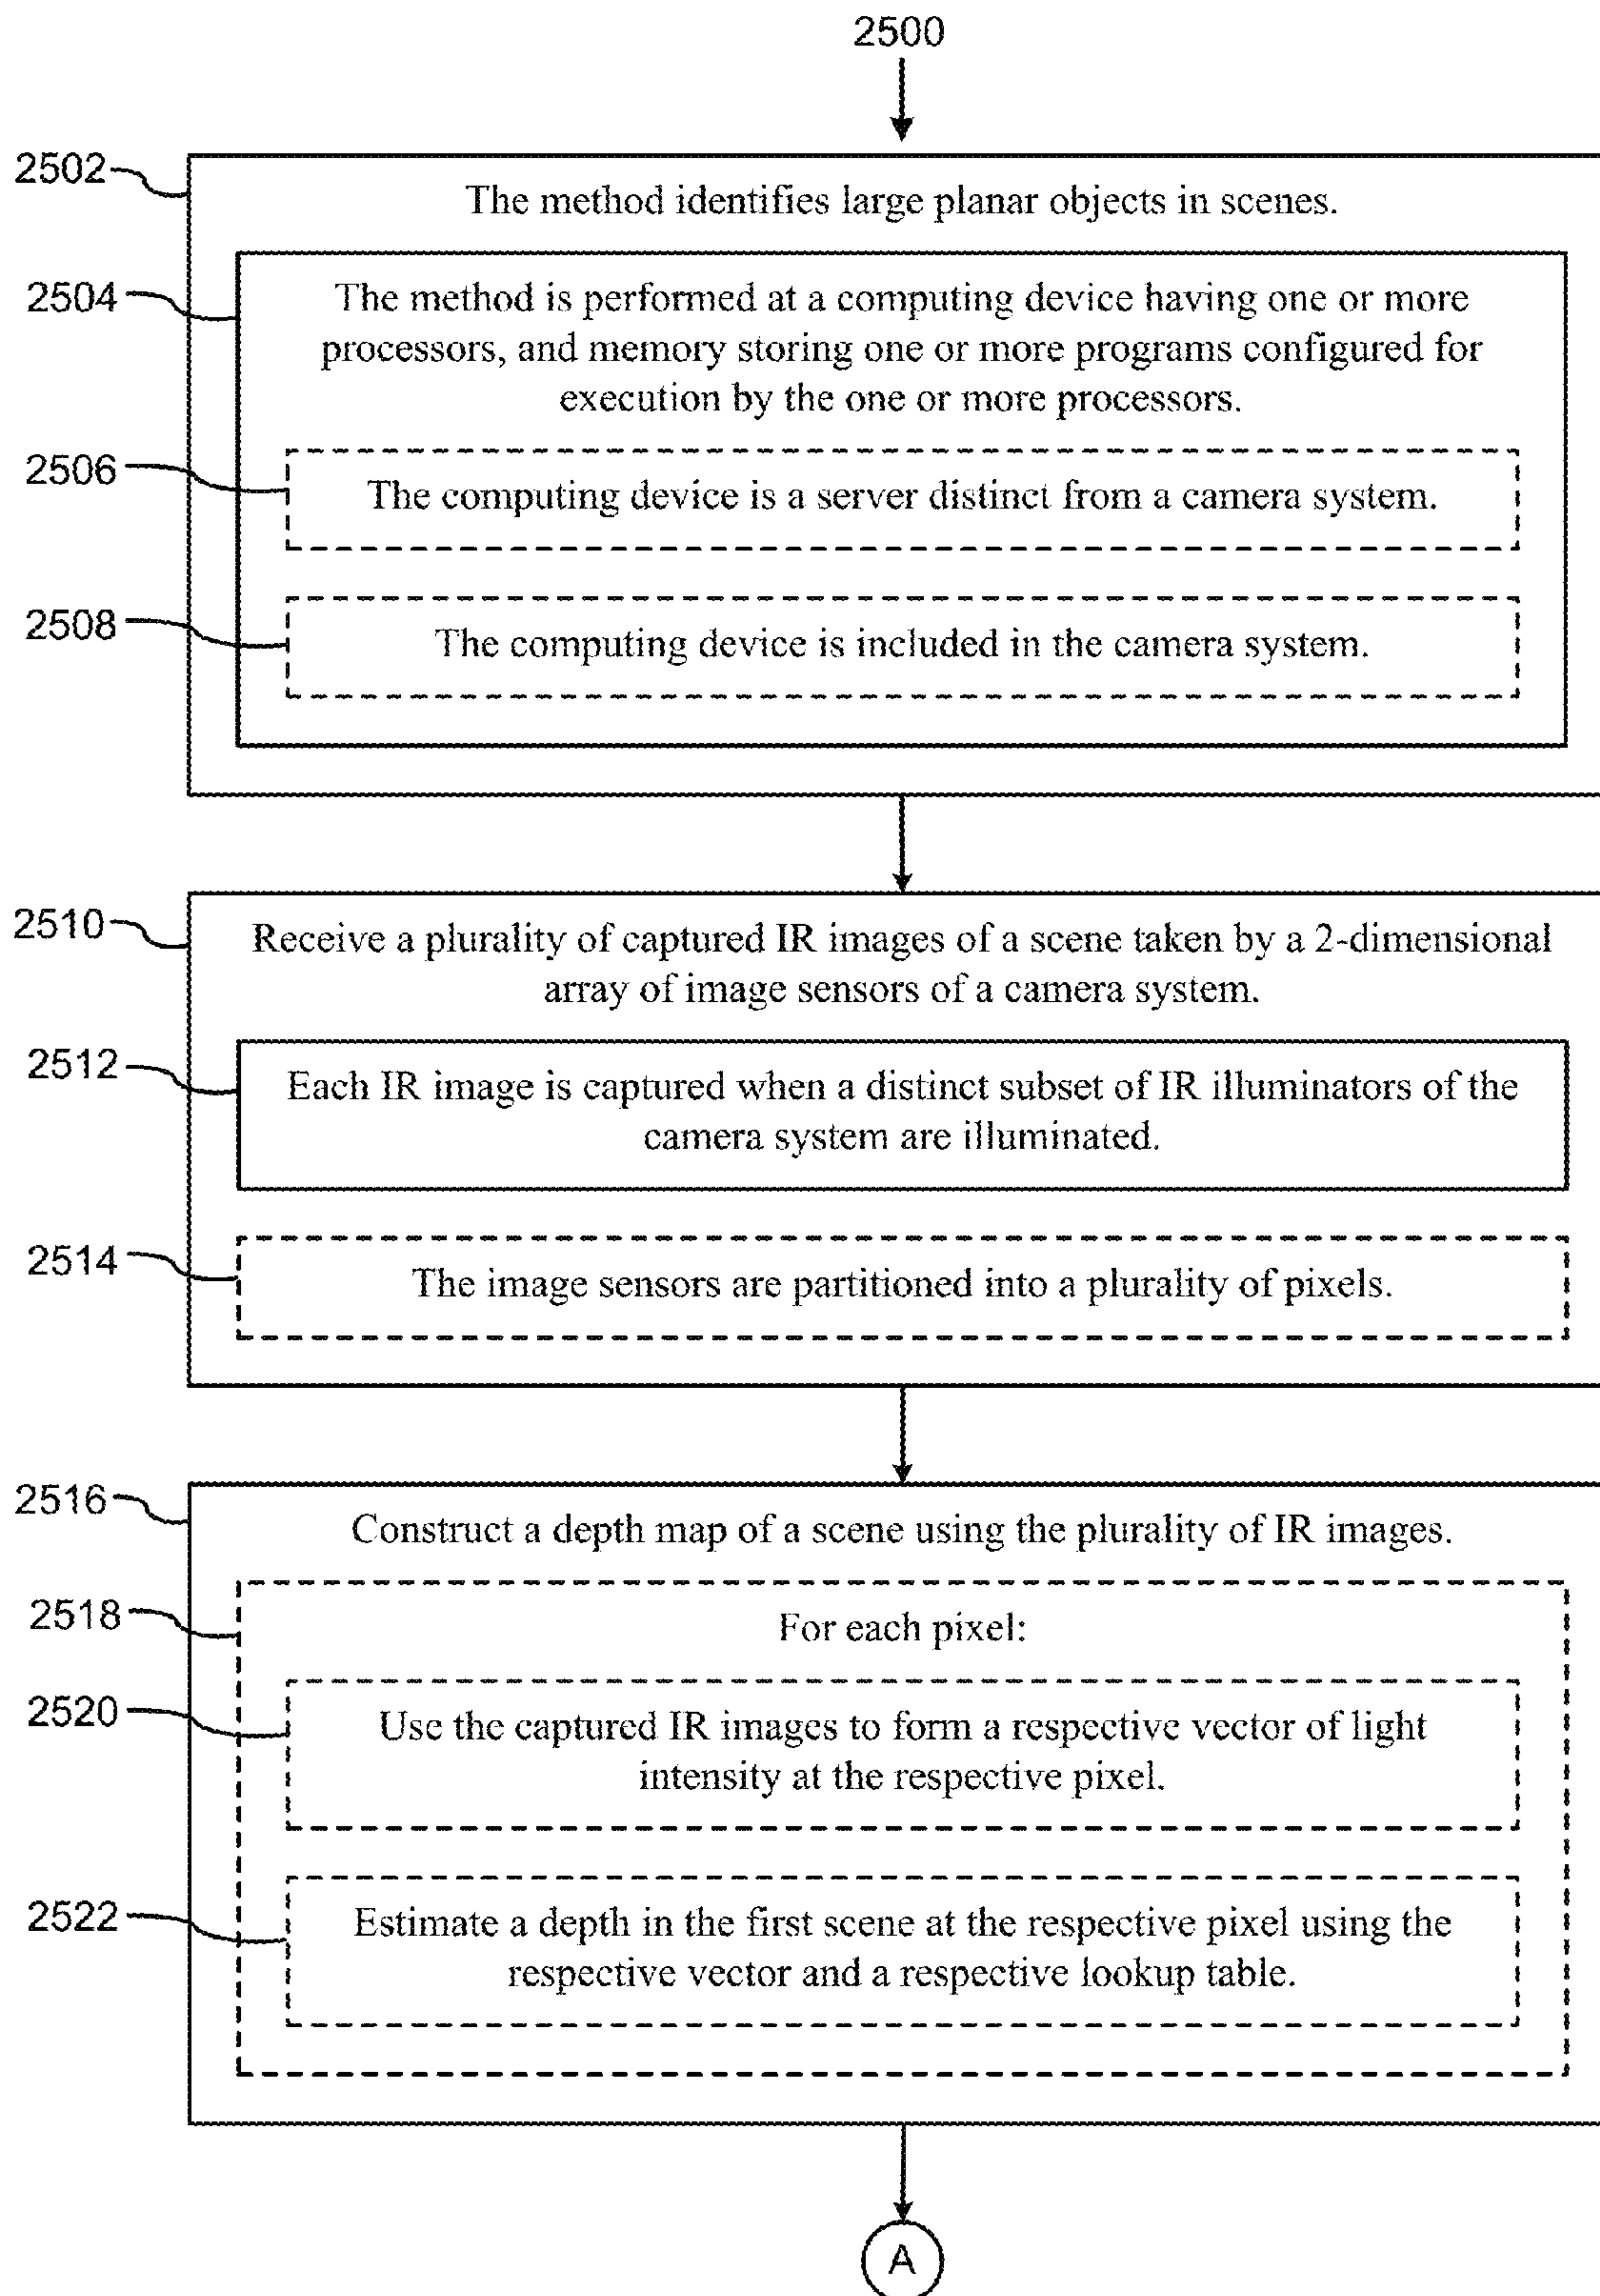 2500
2502
The method identifies large planar objects in scenes.
2504
The method is performed at a computing device having one or more
processors, and memory storing one or more programs configured for
execution by the one or more processors.
2506
The computing device is a server distinct from a camera system.
2508
The computing device is included in the camera system.
2510
Receive a plurality of captured IR images of a scene taken by a 2-dimensional
array of image sensors of a camera system.
2512
Each IR image is captured when a distinct subset of IR illuminators of the
camera system are illuminated.
2514
The image sensors are partitioned into a plurality of pixels.
2516
Construct a depth map of a scene using the plurality of IR images.
2518
For each pixel:
2520
Use the captured IR images to form a respective vector of light
intensity at the respective pixel.
2522
Estimate a depth in the first scene at the respective pixel using the
respective vector and a respective lookup table.
A